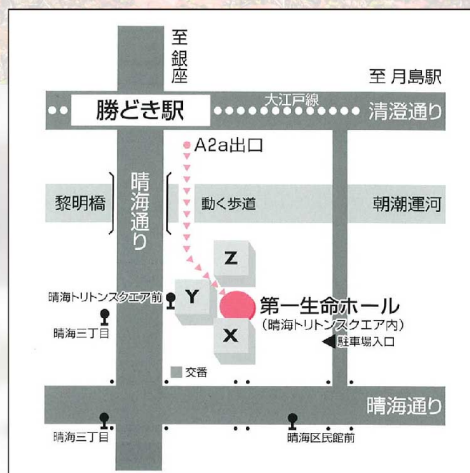 至銀座
至 月島駅
大江戸線
勝どき駅
清澄通り
A2a出口
黎明橋
晴海通り
動く歩道
朝潮運河
Z
晴海トリトンスクエア前
Y
第一生命ホール
(晴海トリトンスクエア内)
晴海三丁目
X
駐車場入口
交番
晴海通り
晴海三丁目
晴海区民館前